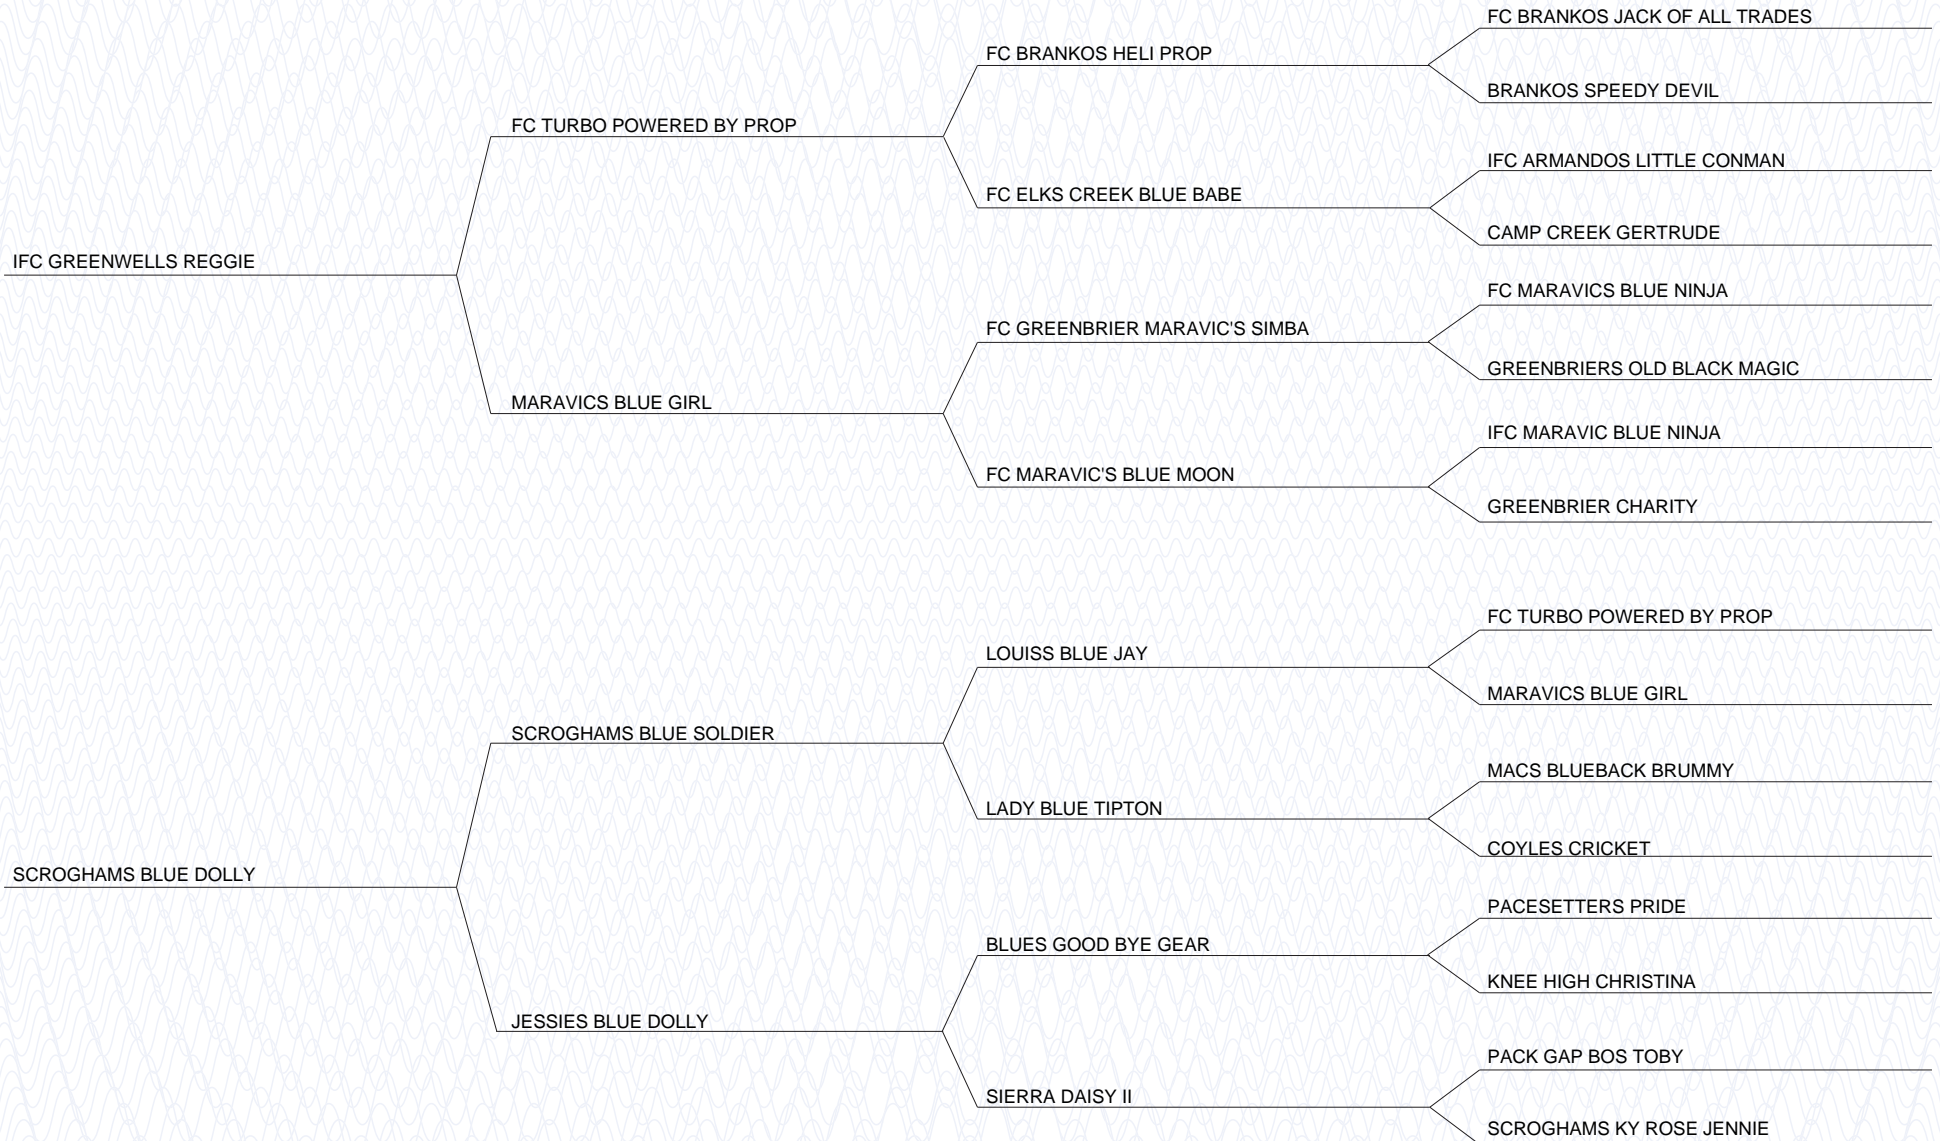 FC BRANKOS JACK OF ALL TRADES
FC BRANKOS HELI PROP
BRANKOS SPEEDY DEVIL
FC TURBO POWERED BY PROP
IFC ARMANDOS LITTLE CONMAN
FC ELKS CREEK BLUE BABE
CAMP CREEK GERTRUDE
IFC GREENWELLS REGGIE
FC MARAVICS BLUE NINJA
FC GREENBRIER MARAVIC'S SIMBA
GREENBRIERS OLD BLACK MAGIC
MARAVICS BLUE GIRL
IFC MARAVIC BLUE NINJA
FC MARAVIC'S BLUE MOON
GREENBRIER CHARITY
FC TURBO POWERED BY PROP
LOUISS BLUE JAY
MARAVICS BLUE GIRL
SCROGHAMS BLUE SOLDIER
MACS BLUEBACK BRUMMY
LADY BLUE TIPTON
COYLES CRICKET
SCROGHAMS BLUE DOLLY
PACESETTERS PRIDE
BLUES GOOD BYE GEAR
KNEE HIGH CHRISTINA
JESSIES BLUE DOLLY
PACK GAP BOS TOBY
SIERRA DAISY II
SCROGHAMS KY ROSE JENNIE